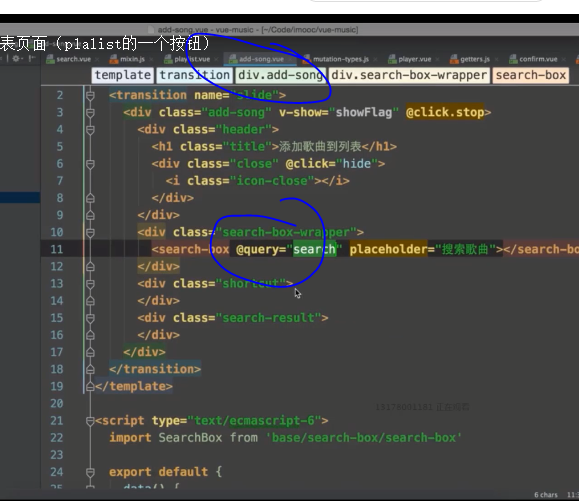 add-song.vue - vue-music - [~/Code/imooc/vue-music]
表页面（plalist的一个按钮）
search.vue mixin.js playlist.vue add-song.vue mutation-types.js player.vue getters.js confirm.vue
template transition div.add-song div.search-box-wrapper search-box
2 <transition name="slide">
3 <div class="add-song" v-show="showFlag" @click.stop>
4 <div class="header">
5 <h1 class="title">添加歌曲到列表</h1>
6 <div class="close" @click="hide">
7 <i class="icon-close"></i>
8 </div>
9 </div>
10 <div class="search-box-wrapper">
11 <search-box @query="search" placeholder="搜索歌曲"></search-bo
12 </div>
13 <div class="shortcut">
14 </div>
15 <div class="search-result">
16 </div>
17 </div>
18 </transition>
19 </template>
20
21 <script type="text/ecmascript-6">
22 import SearchBox from 'base/search-box/search-box'
23
24 export default {
25 data() {
6 chars 11: